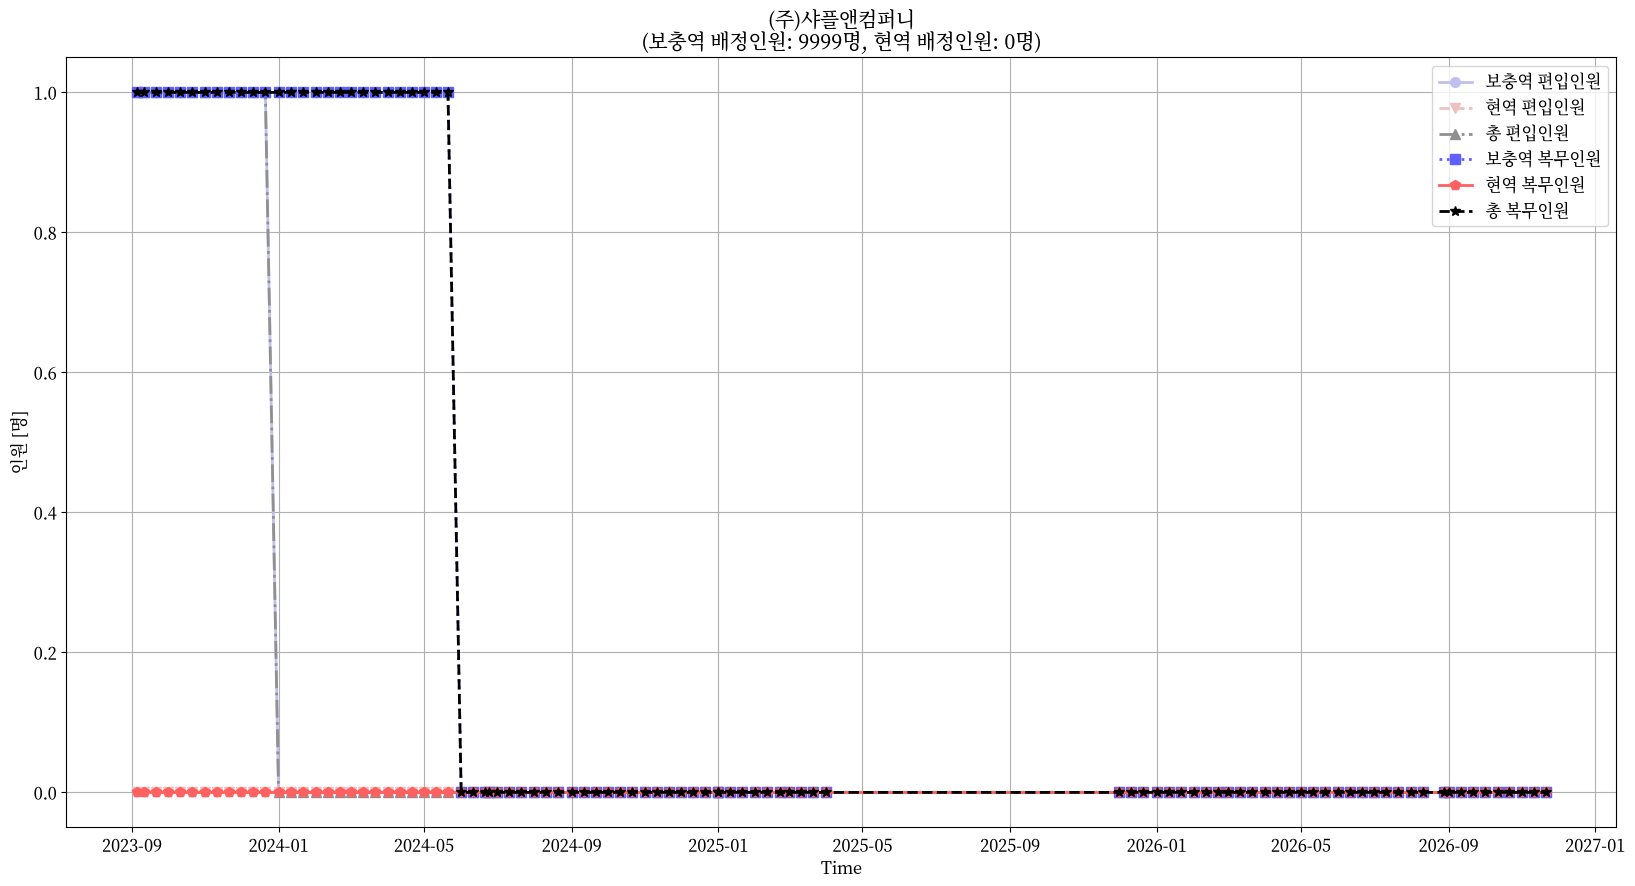 (주)샤플앤컴퍼니
(보충역 배정인원: 9999명, 현역 배정인원: 0명)
보충역 편입인원
현역 편입인원
총 편입인원
보충역 복무인원
현역 복무인원
총 복무인원
인원 [명]
1.0
0.8
0.6
0.4
0.2
0.0
2023-09 2024-01 2024-05 2024-09 2025-01 2025-05 2025-09 2026-01 2026-05 2026-09 2027-01
Time